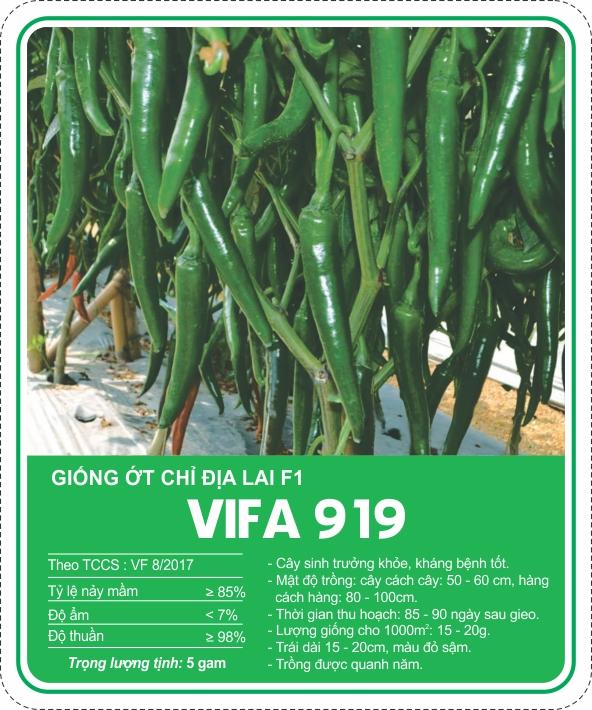 GIỐNG ỚT CHỈ ĐỊA LAI F1
VIFA 919
Theo TCCS : VF 8/2017
Tỷ lệ nảy mầm ≥ 85%
Độ ẩm < 7%
Độ thuần ≥ 98%
Trọng lượng tịnh: 5 gam
- Cây sinh trưởng khỏe, kháng bệnh tốt.
- Mật độ trồng: cây cách cây: 50 - 60 cm, hàng
cách hàng: 80 - 100cm.
- Thời gian thu hoạch: 85 - 90 ngày sau gieo.
- Lượng giống cho 1000m²: 15 - 20g.
- Trái dài 15 - 20cm, màu đỏ sậm.
- Trồng được quanh năm.